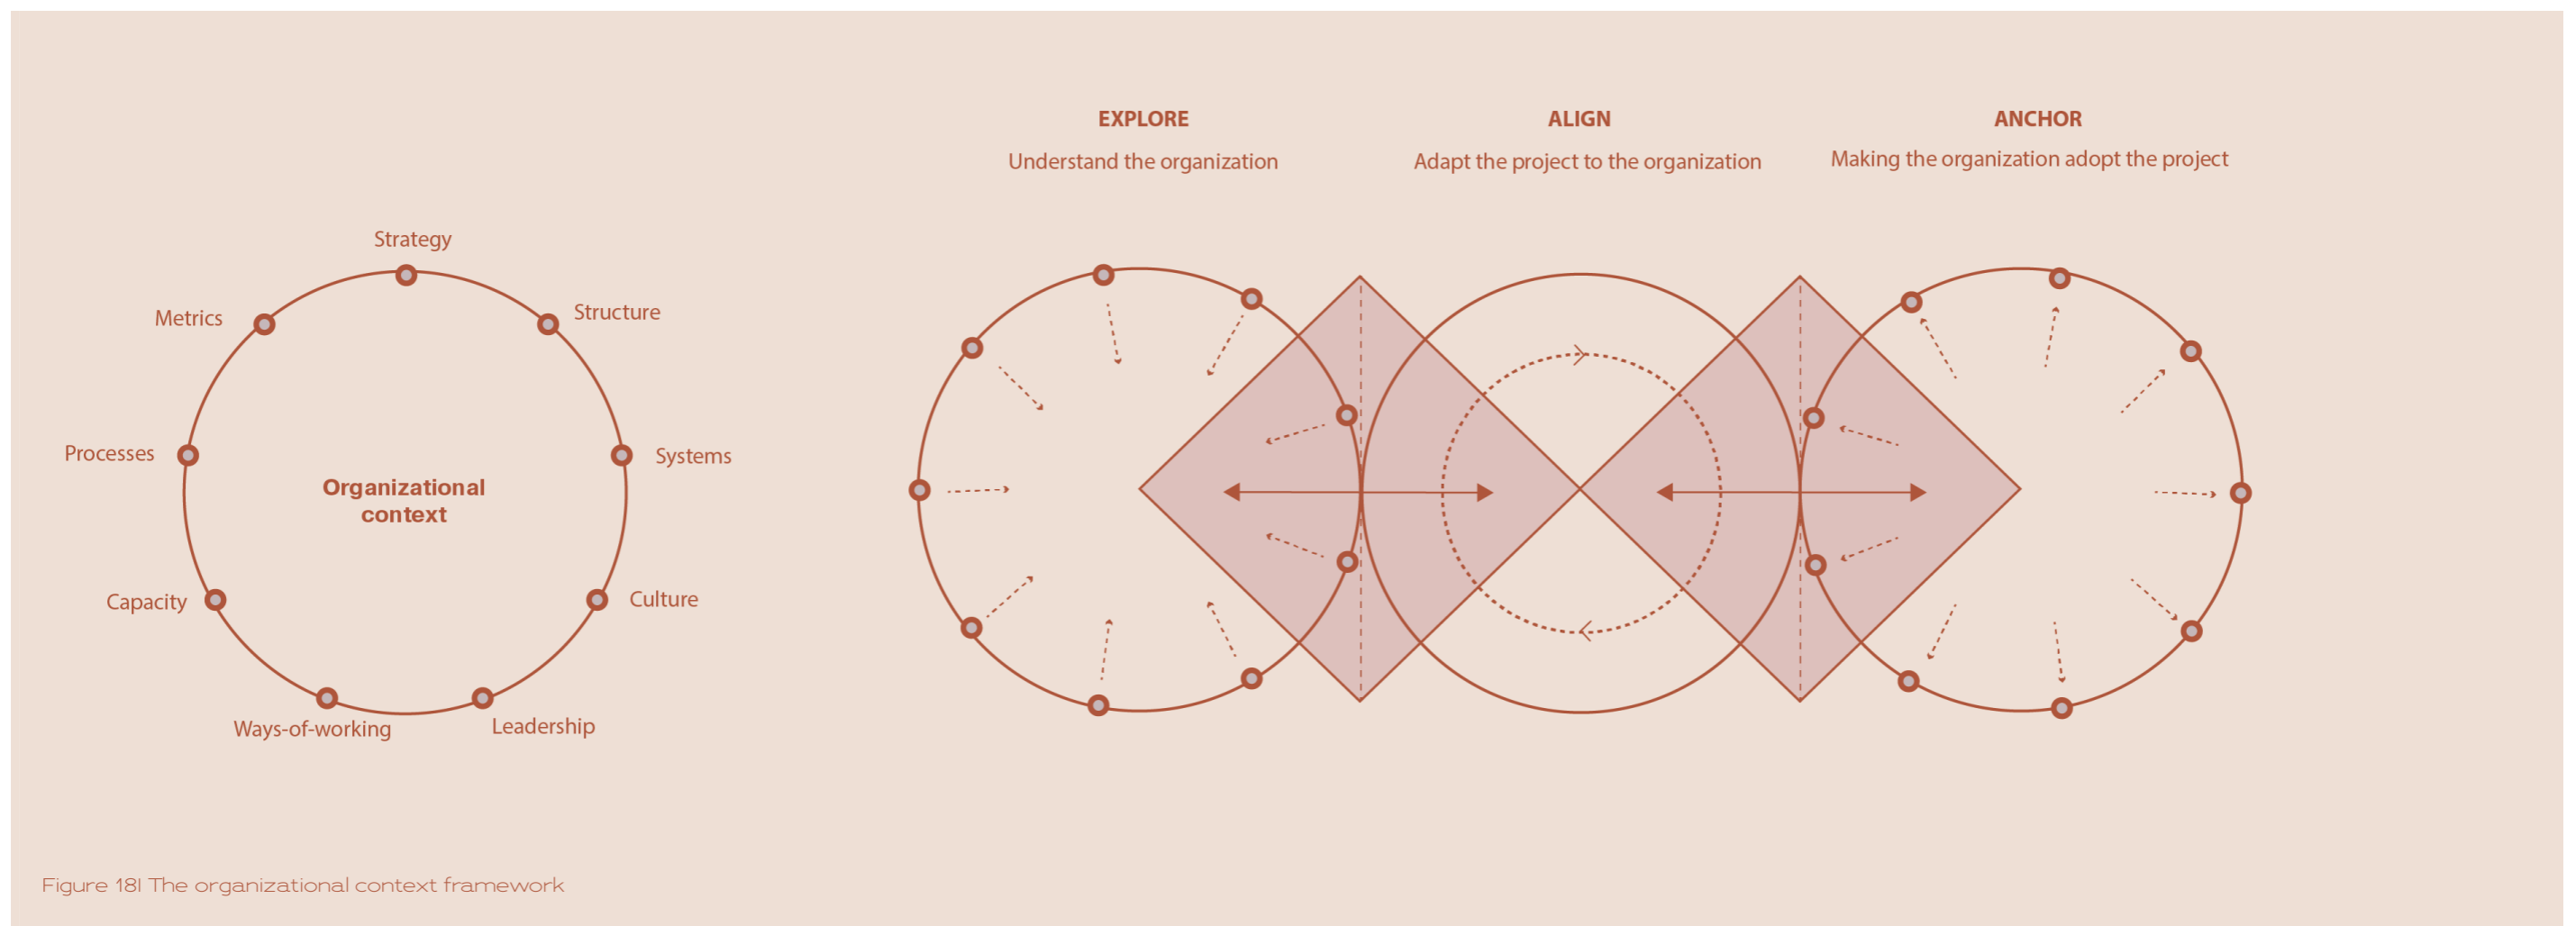 EXPLORE
Understand the organization
ALIGN
Adapt the project to the organization
ANCHOR
Making the organization adopt the project
Strategy
Structure
Metrics
Processes
Systems
Organizational
context
Capacity
Culture
Ways-of-working
Leadership
Figure 18| The organizational context framework